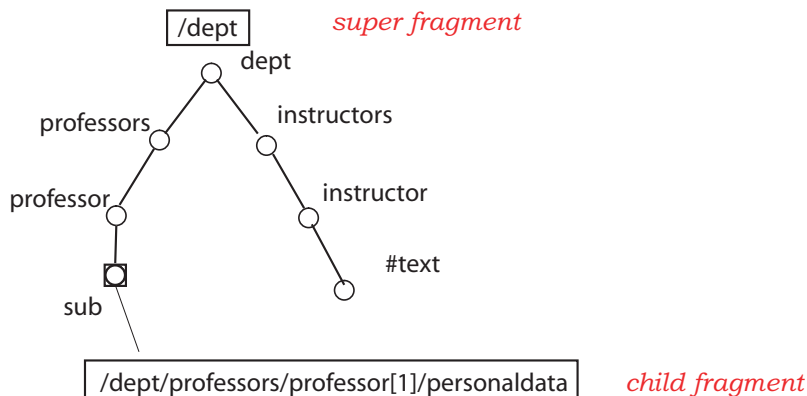 /dept
super fragment
dept
professors
instructors
professor
instructor
#text
sub
/dept/professors/professor[1]/personaldata
child fragment